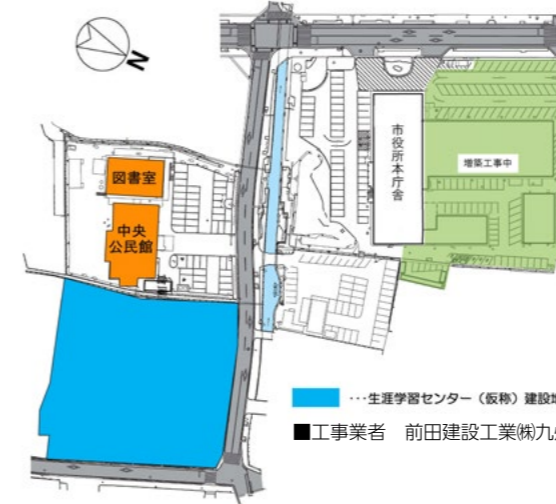 N
図書室
中央
公民館
市役所本庁舎
増築工事中
･･･生涯学習センター（仮称）建設
■工事業者　前田建設工業㈱九